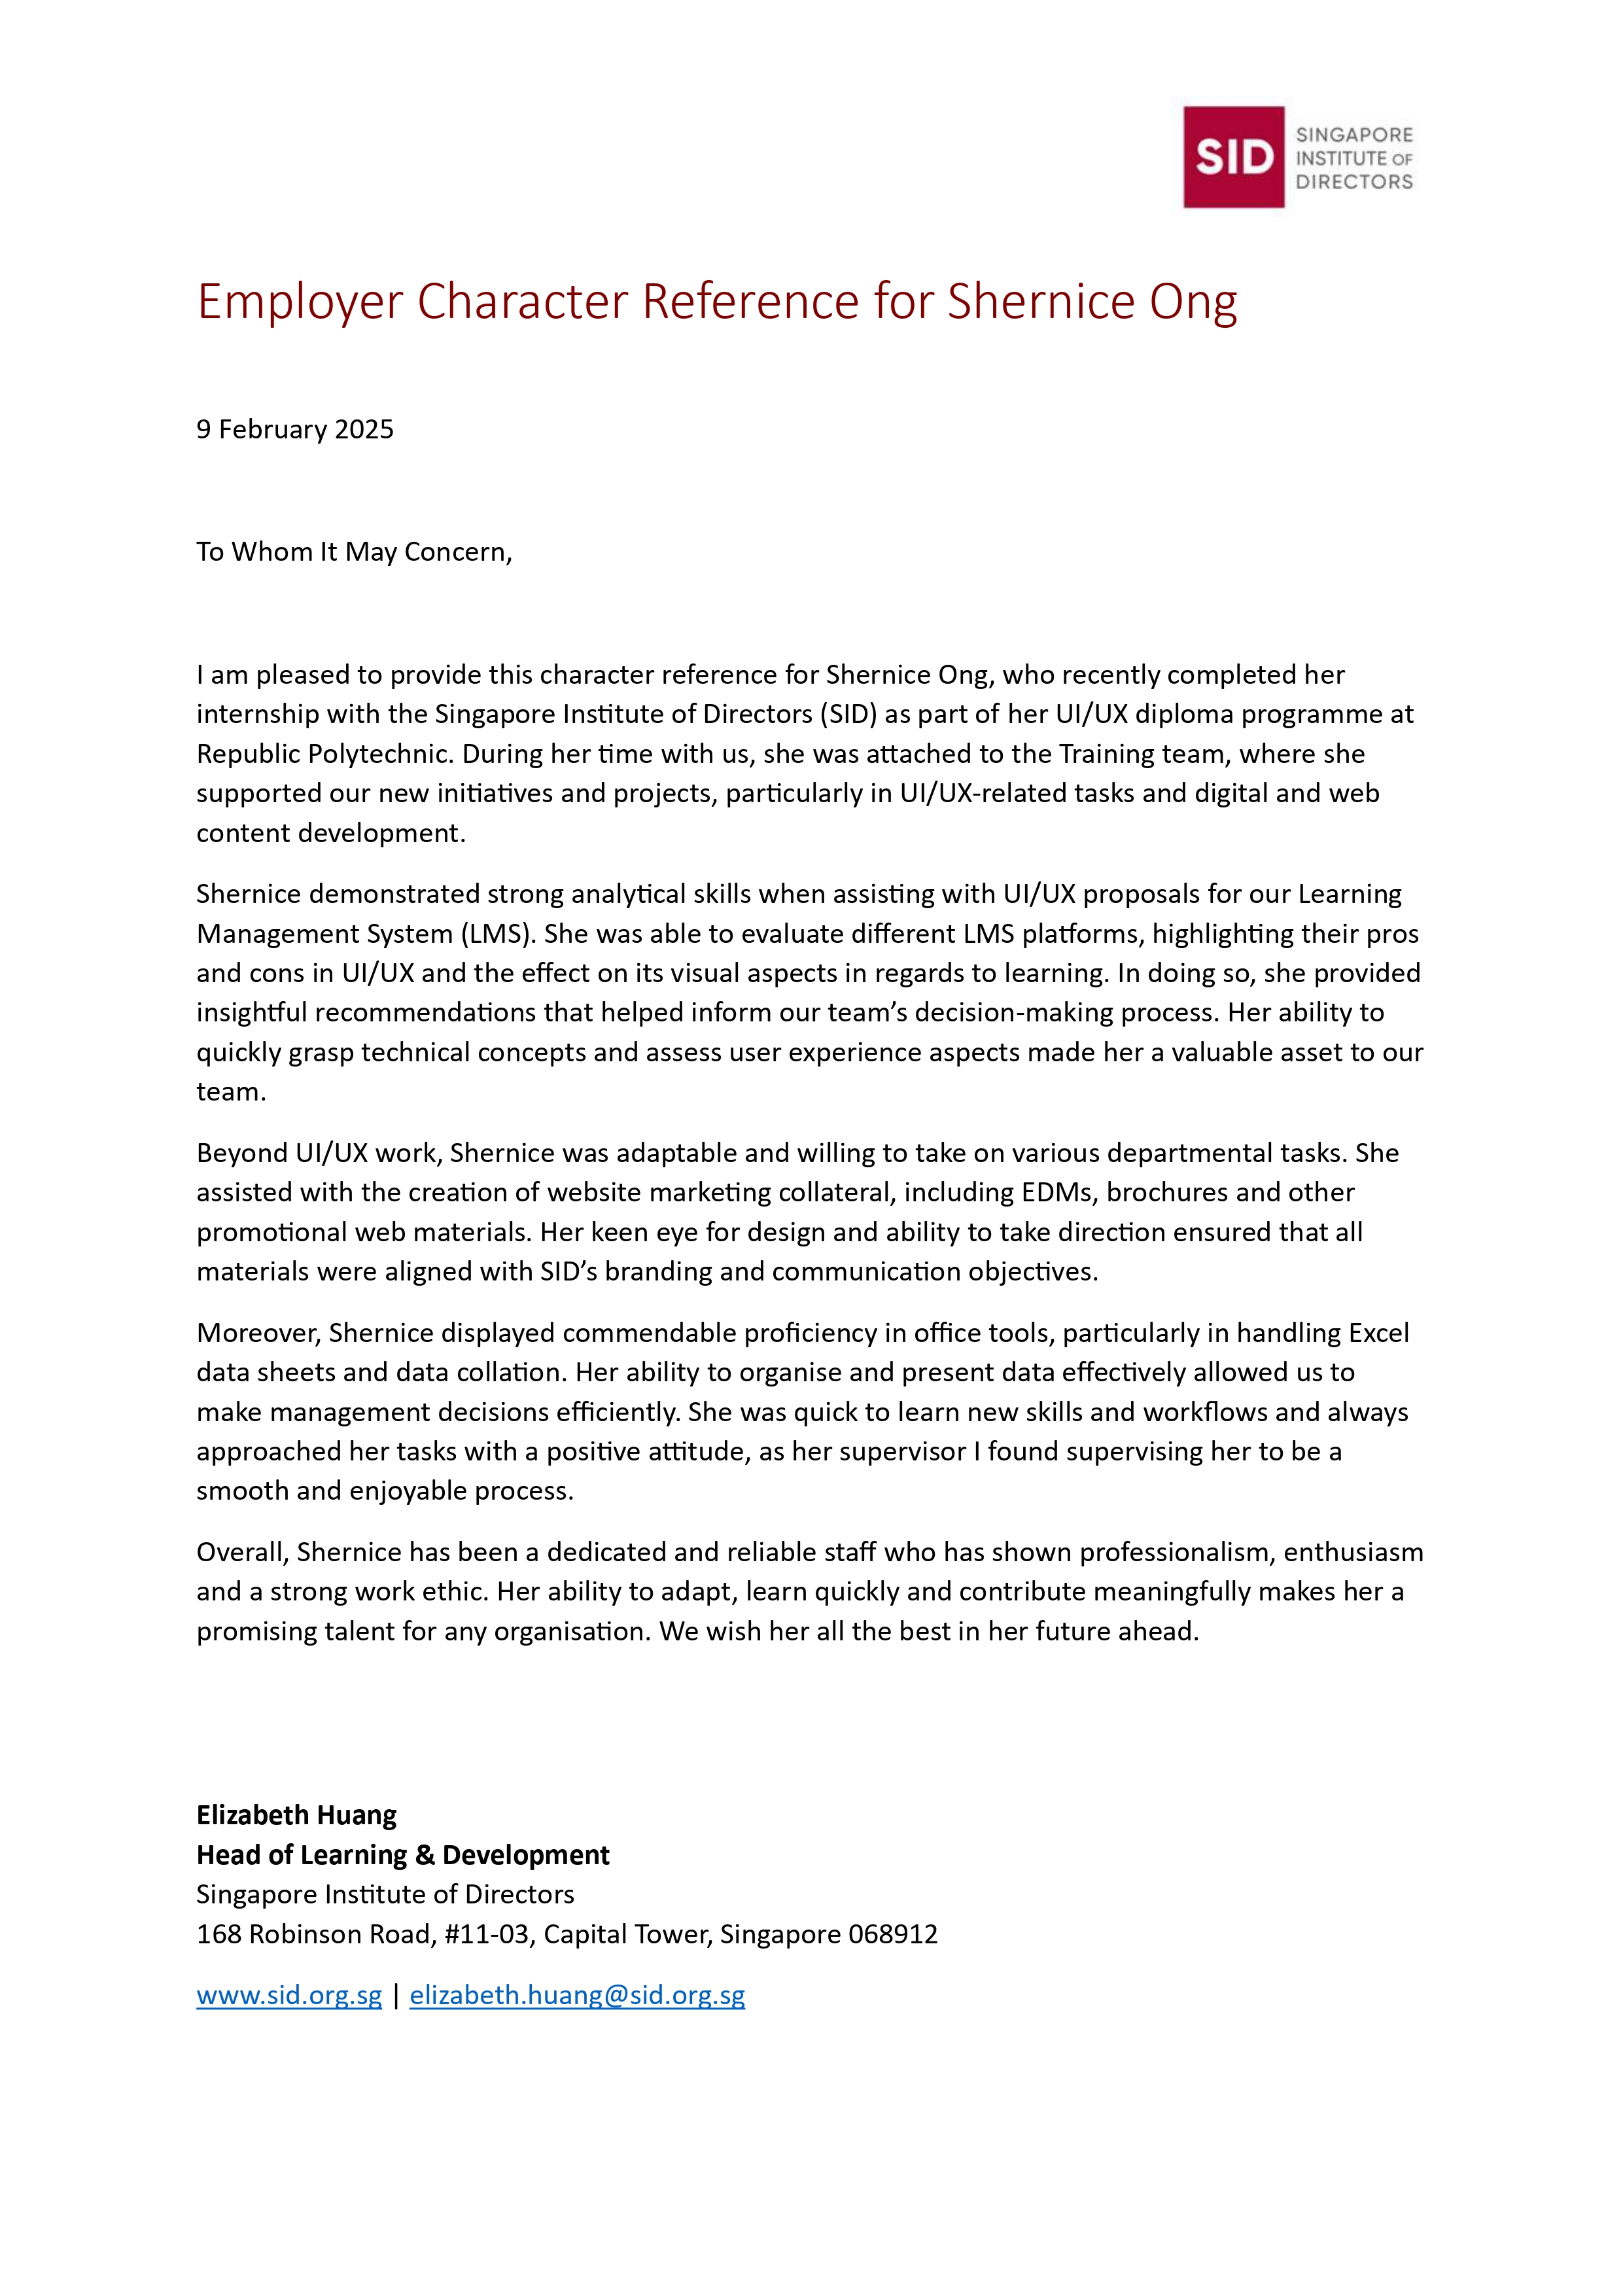 SID
SINGAPORE
INSTITUTE OF
DIRECTORS
Employer Character Reference for Shernice Ong
9 February 2025
To Whom It May Concern,
I am pleased to provide this character reference for Shernice Ong, who recently completed her
internship with the Singapore Institute of Directors (SID) as part of her UI/UX diploma programme at
Republic Polytechnic. During her time with us, she was attached to the Training team, where she
supported our new initiatives and projects, particularly in UI/UX-related tasks and digital and web
content development.
Shernice demonstrated strong analytical skills when assisting with UI/UX proposals for our Learning
Management System (LMS). She was able to evaluate different LMS platforms, highlighting their pros
and cons in UI/UX and the effect on its visual aspects in regards to learning. In doing so, she provided
insightful recommendations that helped inform our team’s decision-making process. Her ability to
quickly grasp technical concepts and assess user experience aspects made her a valuable asset to our
team.
Beyond UI/UX work, Shernice was adaptable and willing to take on various departmental tasks. She
assisted with the creation of website marketing collateral, including EDMs, brochures and other
promotional web materials. Her keen eye for design and ability to take direction ensured that all
materials were aligned with SID’s branding and communication objectives.
Moreover, Shernice displayed commendable proficiency in office tools, particularly in handling Excel
data sheets and data collation. Her ability to organise and present data effectively allowed us to
make management decisions efficiently. She was quick to learn new skills and workflows and always
approached her tasks with a positive attitude, as her supervisor I found supervising her to be a
smooth and enjoyable process.
Overall, Shernice has been a dedicated and reliable staff who has shown professionalism, enthusiasm
and a strong work ethic. Her ability to adapt, learn quickly and contribute meaningfully makes her a
promising talent for any organisation. We wish her all the best in her future ahead.
Elizabeth Huang
Head of Learning & Development
Singapore Institute of Directors
168 Robinson Road, #11-03, Capital Tower, Singapore 068912
www.sid.org.sg | elizabeth.huang@sid.org.sg